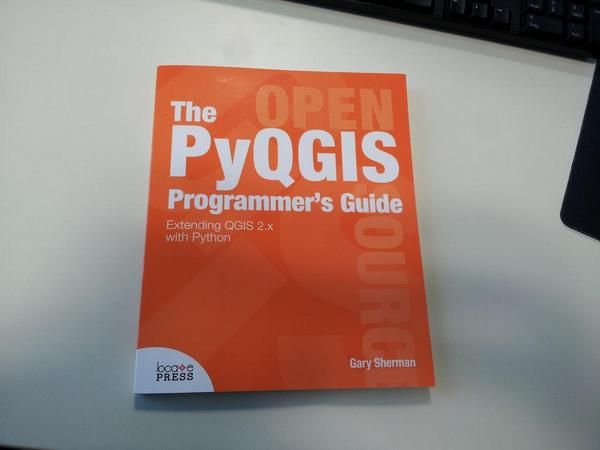 OPEN
The
PyQGIS
Programmer's Guide
Extending QGIS 2.x
with Python
SOURCE
Gary Sherman
locate
PRESS